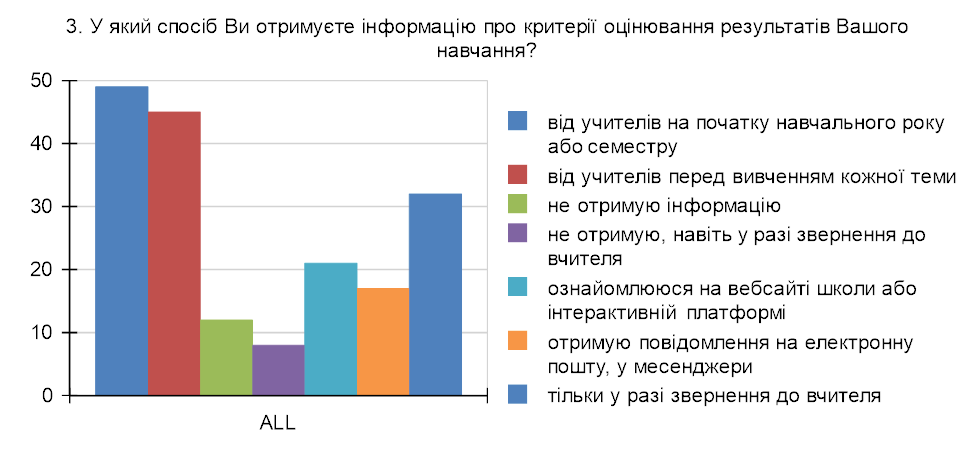 3. У який спосіб Ви отримуєте інформацію про критерії оцінювання результатів Вашого
навчання?
50
40
30
20
10
0
ALL
від учителів на початку навчального року
або семестру
від учителів перед вивченням кожної теми
не отримую інформацію
не отримую, навіть у разі звернення до
вчителя
ознайомлююся на вебсайті школи або
інтерактивній платформі
отримую повідомлення на електронну
пошту, у месенджери
тільки у разі звернення до вчителя